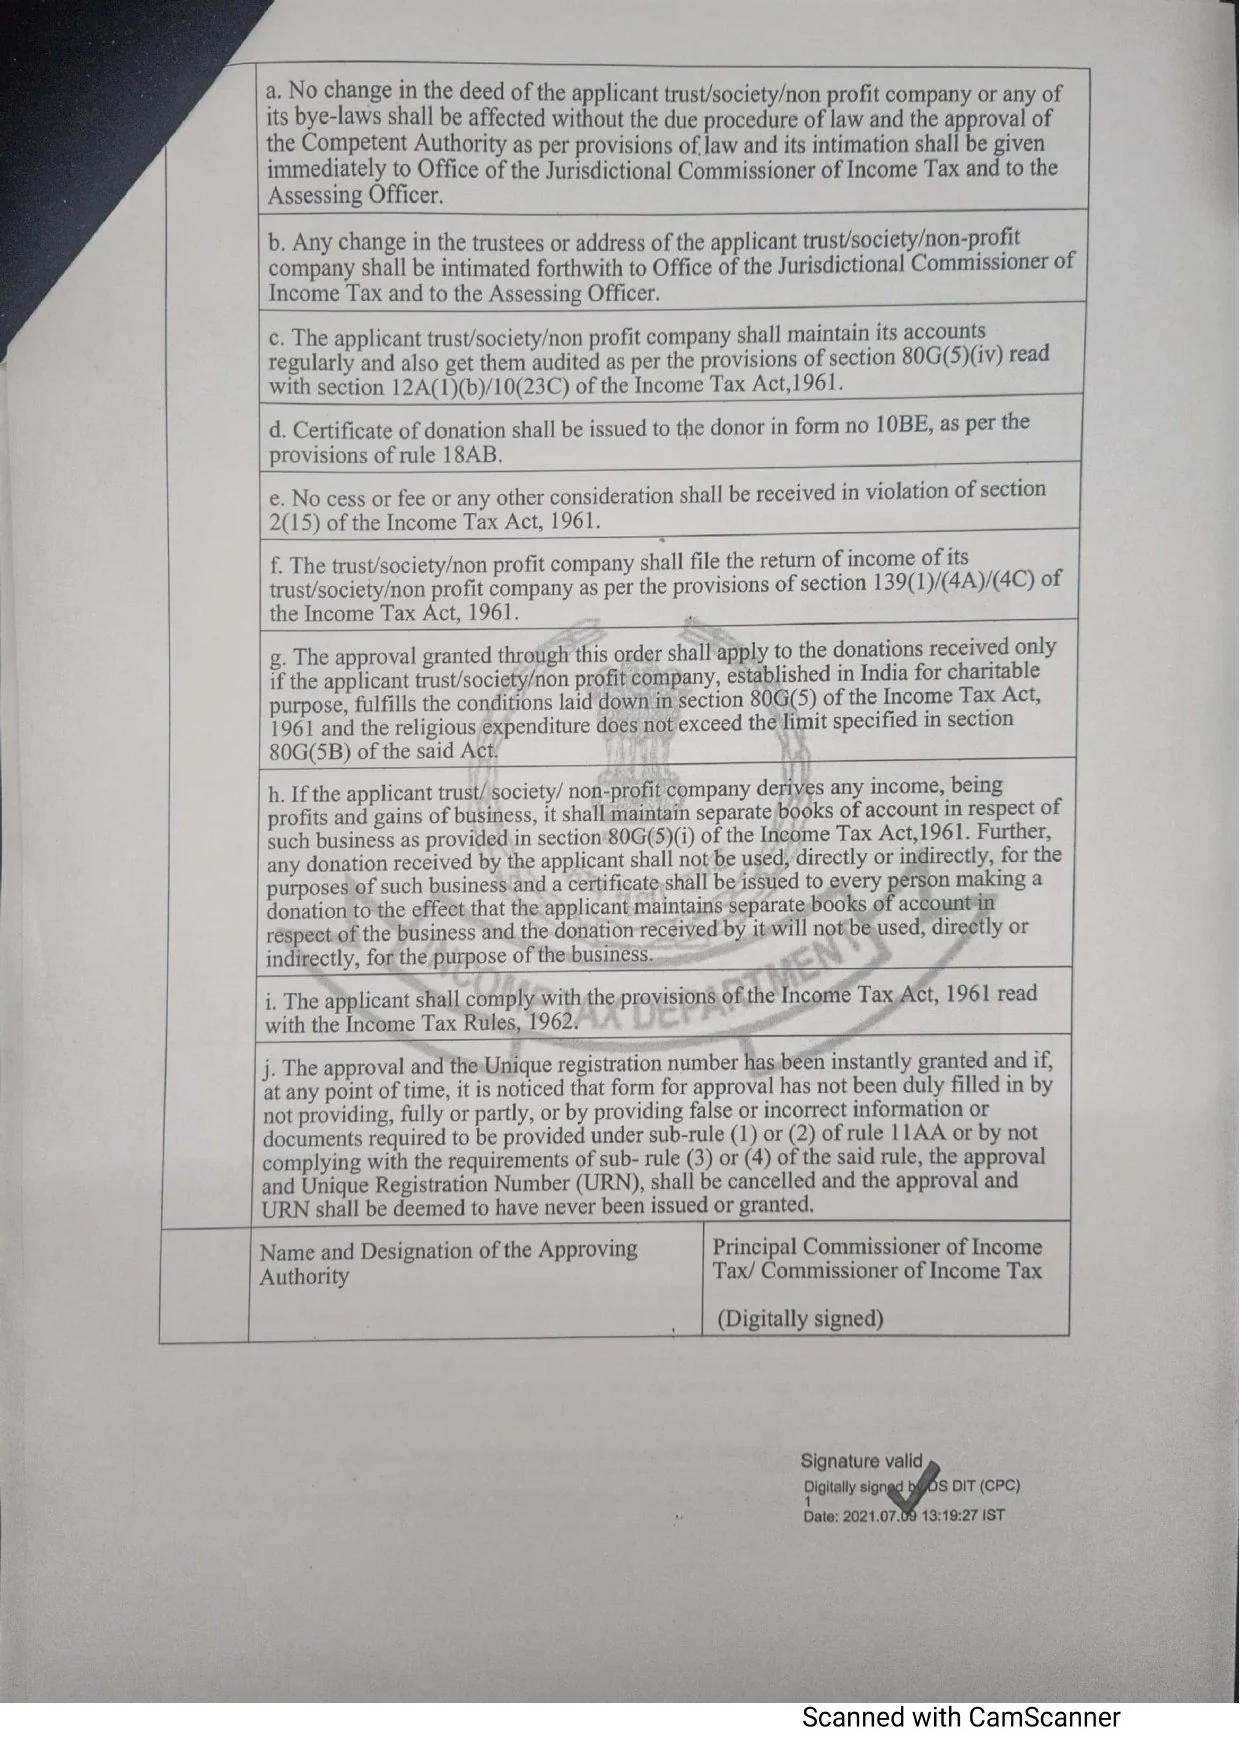 a. No change in the deed of the applicant trust/society/non profit company or any of
its bye-laws shall be affected without the due procedure of law and the approval of
the Competent Authority as per provisions of law and its intimation shall be given
immediately to Office of the Jurisdictional Commissioner of Income Tax and to the
Assessing Officer.
b. Any change in the trustees or address of the applicant trust/society/non-profit
company shall be intimated forthwith to Office of the Jurisdictional Commissioner of
Income Tax and to the Assessing Officer.
c. The applicant trust/society/non profit company shall maintain its accounts
regularly and also get them audited as per the provisions of section 80G(5)(iv) read
with section 12A(1)(b)/10(23C) of the Income Tax Act,1961.
d. Certificate of donation shall be issued to the donor in form no 10BE, as per the
provisions of rule 18AB.
e. No cess or fee or any other consideration shall be received in violation of section
2(15) of the Income Tax Act, 1961.
f. The trust/society/non profit company shall file the return of income of its
trust/society/non profit company as per the provisions of section 139(1)/(4A)/(4C) of
the Income Tax Act, 1961.
g. The approval granted through this order shall apply to the donations received only
if the applicant trust/society/non profit company, established in India for charitable
purpose, fulfills the conditions laid down in section 80G(5) of the Income Tax Act,
1961 and the religious expenditure does not exceed the limit specified in section
80G(5B) of the said Act.
h. If the applicant trust/ society/ non-profit company derives any income, being
profits and gains of business, it shall maintain separate books of account in respect of
such business as provided in section 80G(5)(i) of the Income Tax Act,1961. Further,
any donation received by the applicant shall not be used, directly or indirectly, for the
purposes of such business and a certificate shall be issued to every person making a
donation to the effect that the applicant maintains separate books of account in
respect of the business and the donation received by it will not be used, directly or
indirectly, for the purpose of the business.
INCOME TAX DEPARTMENT
i. The applicant shall comply with the provisions of the Income Tax Act, 1961 read
with the Income Tax Rules, 1962.
j. The approval and the Unique registration number has been instantly granted and if,
at any point of time, it is noticed that form for approval has not been duly filled in by
not providing, fully or partly, or by providing false or incorrect information or
documents required to be provided under sub-rule (1) or (2) of rule 11AA or by not
complying with the requirements of sub- rule (3) or (4) of the said rule, the approval
and Unique Registration Number (URN), shall be cancelled and the approval and
URN shall be deemed to have never been issued or granted.
Name and Designation of the Approving
Authority
Principal Commissioner of Income
Tax/ Commissioner of Income Tax
(Digitally signed)
Signature valid
Digitally signed by DS DIT (CPC)
1
Date: 2021.07.09 13:19:27 IST
Scanned with CamScanner